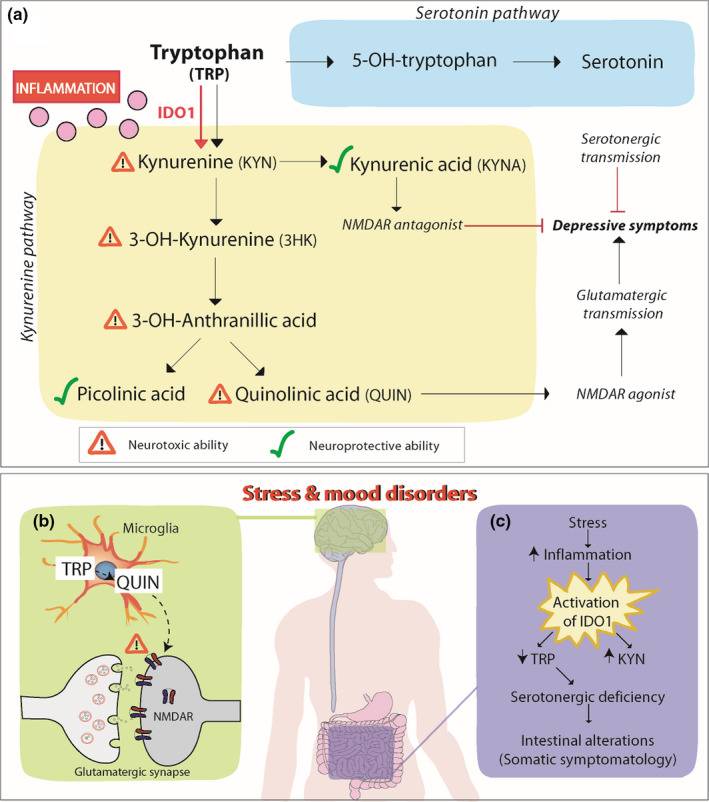 (a)
Serotonin pathway
Tryptophan
(TRP)
5-OH-tryptophan
Serotonin
INFLAMMATION
IDO1
Kynurenine pathway
Kynurenine (KYN)
Kynurenic acid (KYNA)
Serotonergic
transmission
NMDAR antagonist
Depressive symptoms
3-OH-Kynurenine (3HK)
Glutamatergic
transmission
3-OH-Anthranillic acid
Picolinic acid
Quinolinic acid (QUIN)
NMDAR agonist
! Neurotoxic ability
Neuroprotective ability
Stress & mood disorders
(b)
Microglia
TRP
QUIN
!
NMDAR
Glutamatergic synapse
(c)
Stress
Inflammation
Activation
of IDO1
TRP
KYN
Serotonergic deficiency
Intestinal alterations
(Somatic symptomatology)